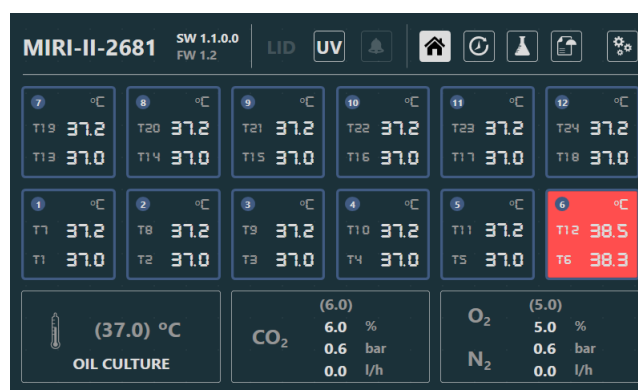 MIRI-II-2681 SW 1.1.0.0 LID UV
FW 1.2
7 °C 8 °C 9 °C 10 °C 11 °C 12 °C
T19 37.2 T20 37.2 T21 37.2 T22 37.2 T23 37.2 T24 37.2
T13 37.0 T14 37.0 T15 37.0 T16 37.0 T17 37.0 T18 37.0
1 °C 2 °C 3 °C 4 °C 5 °C 6 °C
T7 37.2 T8 37.2 T9 37.2 T10 37.2 T11 37.2 T12 38.5
T1 37.0 T2 37.0 T3 37.0 T4 37.0 T5 37.0 T6 38.3
(37.0) °C
OIL CULTURE
(6.0)
CO₂ 6.0 %
0.6 bar
0.0 l/h
(5.0)
O₂ 5.0 %
N₂ 0.6 bar
0.0 l/h